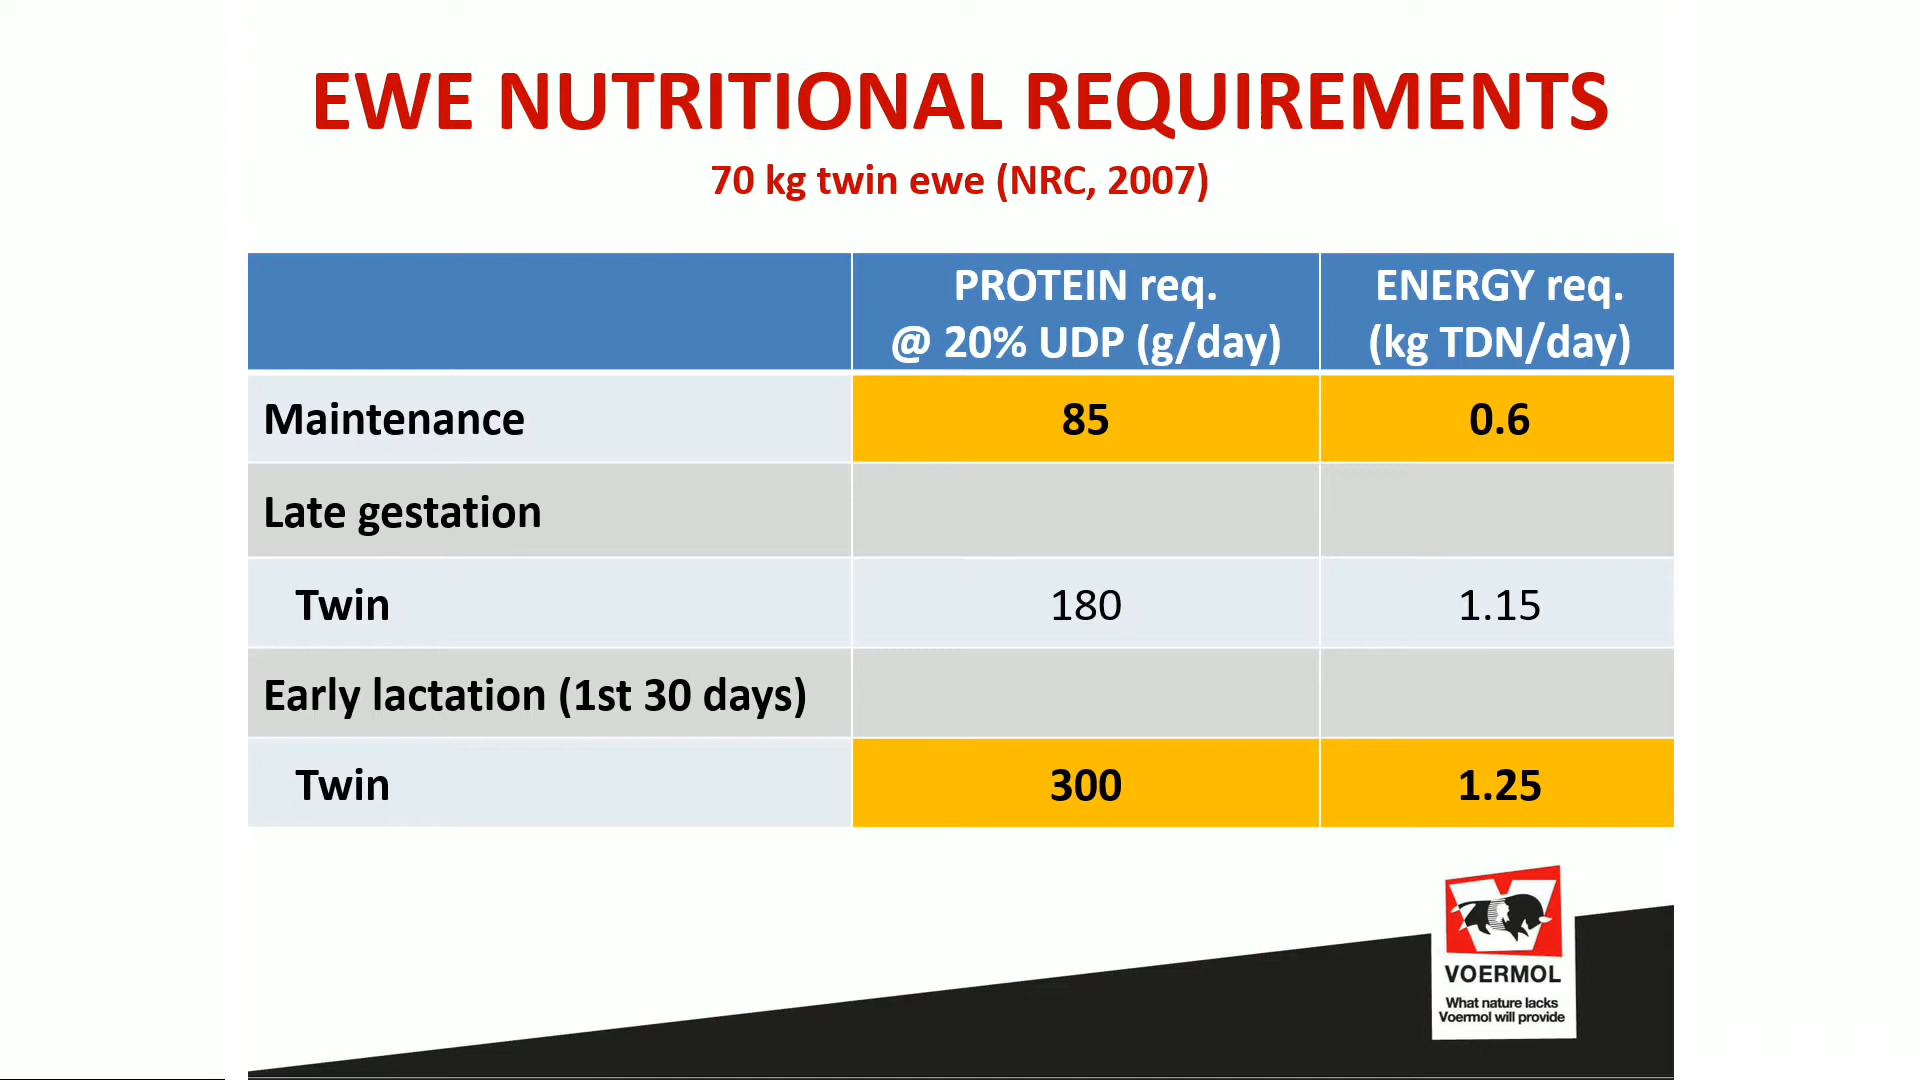 EWE NUTRITIONAL REQUIREMENTS
70 kg twin ewe (NRC, 2007)
PROTEIN req.
@ 20% UDP (g/day)
ENERGY req.
(kg TDN/day)
Maintenance 85 0.6
Late gestation
Twin 180 1.15
Early lactation (1st 30 days)
Twin 300 1.25
VOERMOL
What nature lacks
Voermol will provide